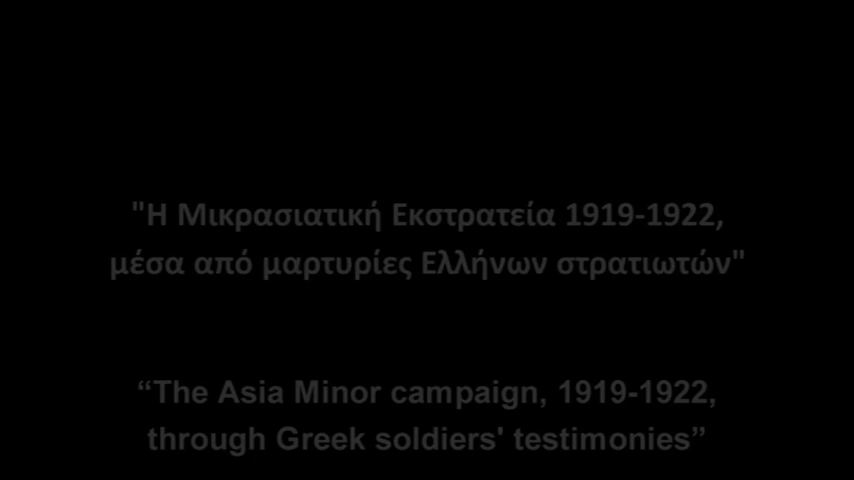 "Η Μικρασιατική Εκστρατεία 1919-1922,
μέσα από μαρτυρίες Ελλήνων στρατιωτών"
“The Asia Minor campaign, 1919-1922,
through Greek soldiers' testimonies”